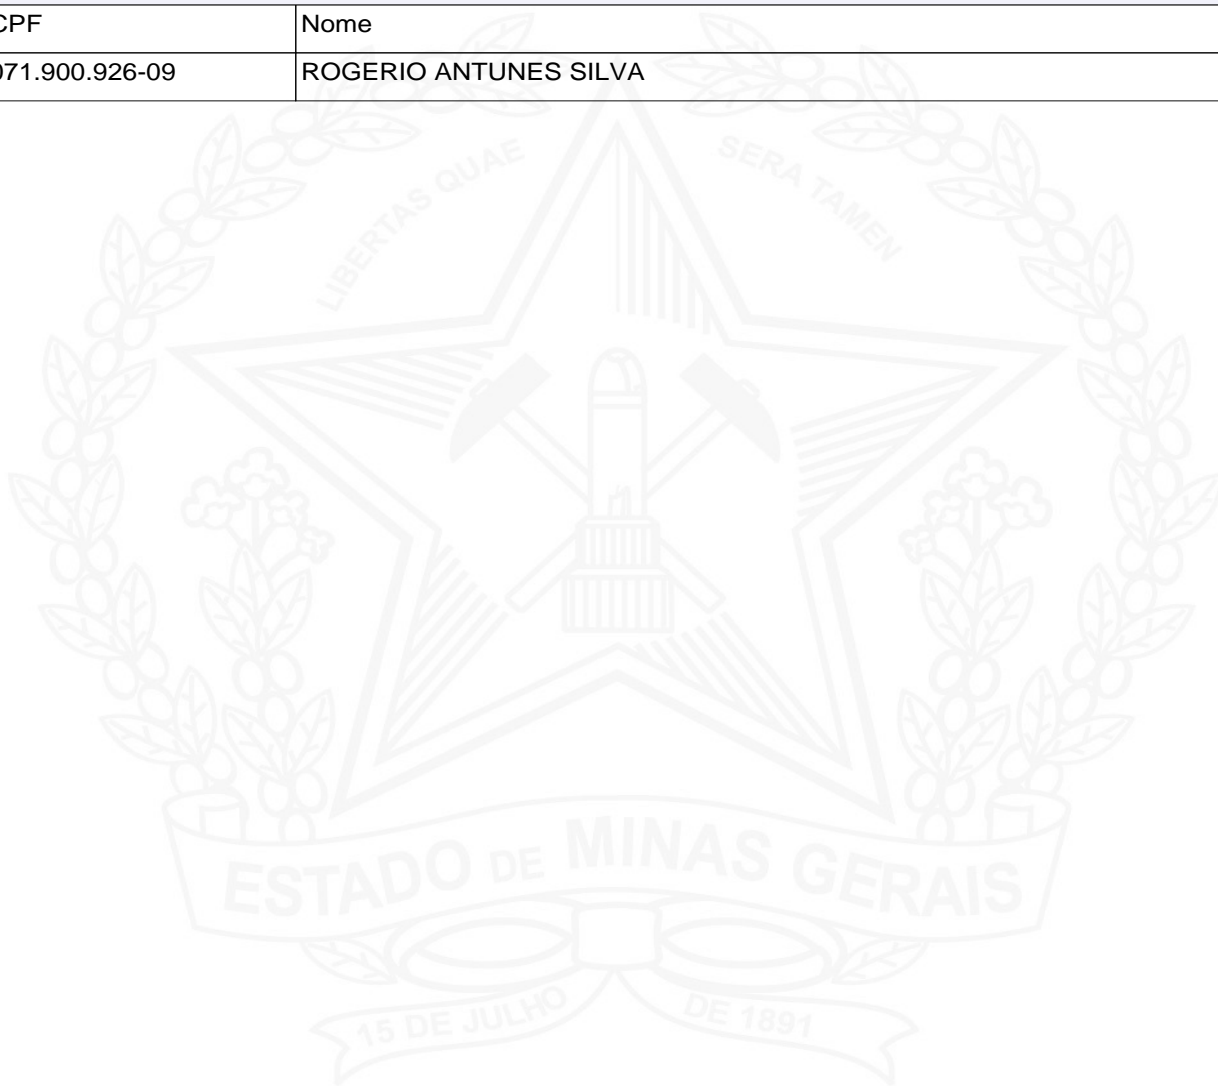 CPF Nome
071.900.926-09 ROGERIO ANTUNES SILVA
LIBERTAS QUAE SERA TAMEN
ESTADO DE MINAS GERAIS
15 DE JULHO DE 1891